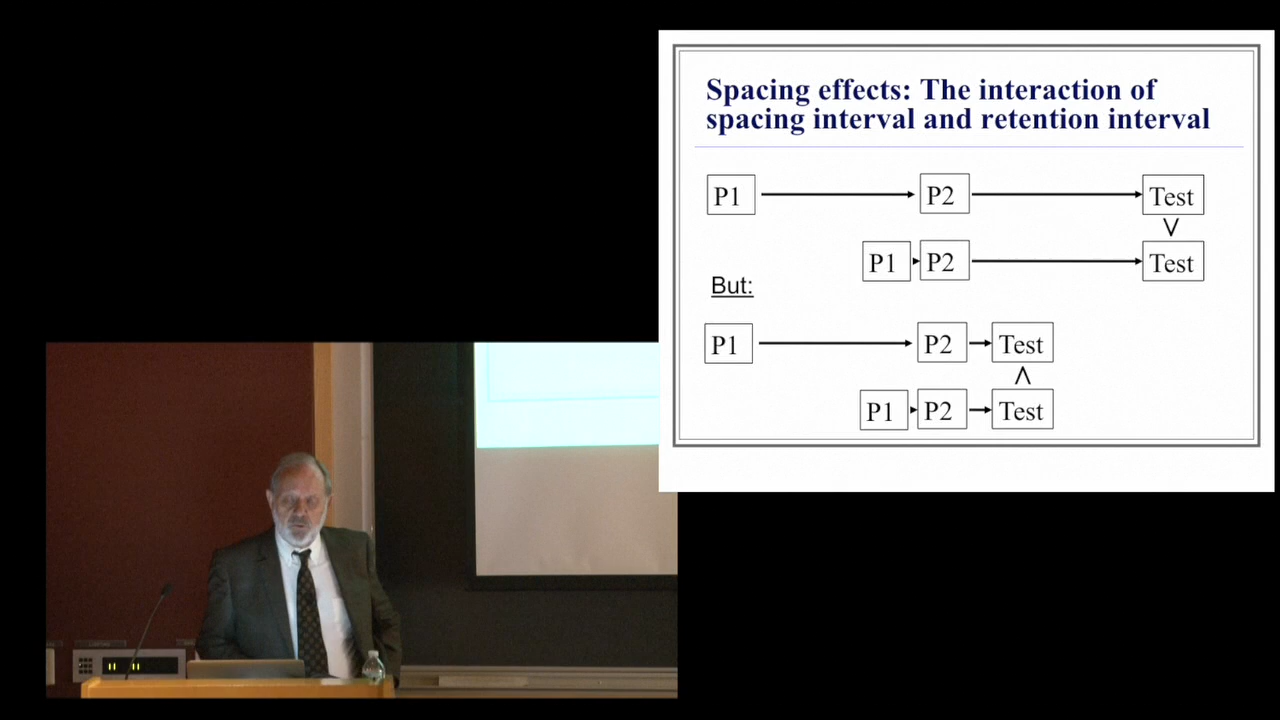 Spacing effects: The interaction of
spacing interval and retention interval
P1 P2 Test
V
P1 P2 Test
But:
P1 P2 Test
Λ
P1 P2 Test